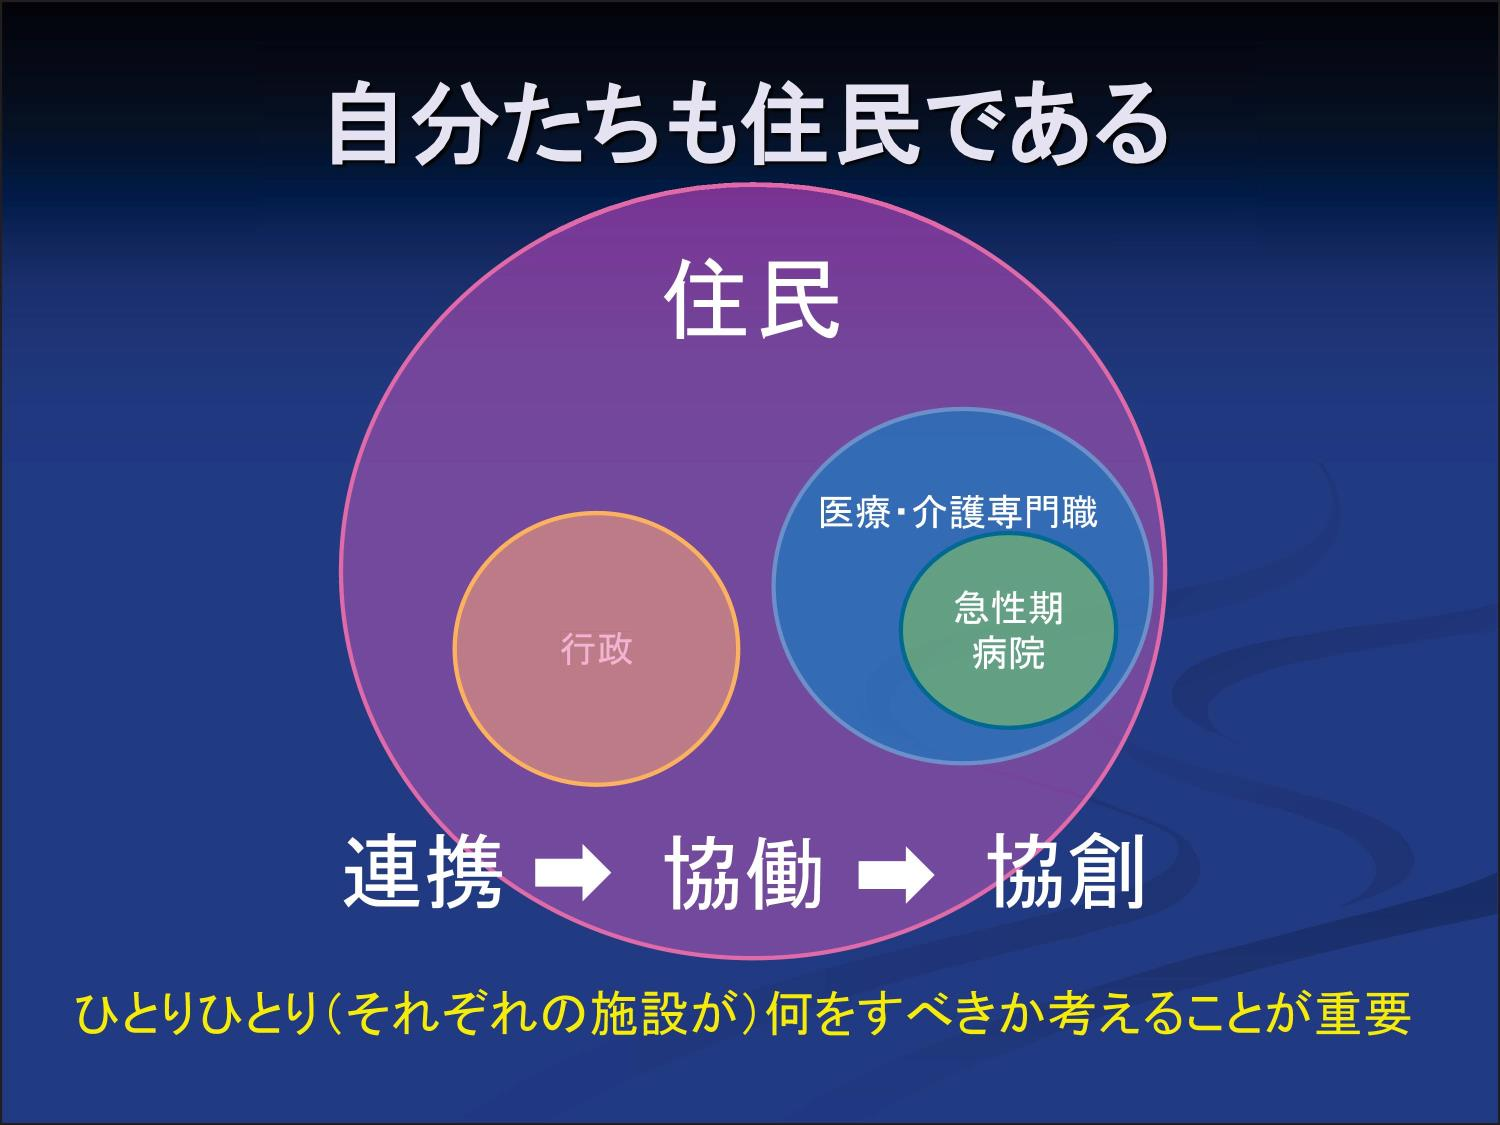 自分たちも住民である
住民
医療・介護専門職
急性期
病院
行政
連携 ➡ 協働 ➡ 協創
ひとりひとり（それぞれの施設が）何をすべきか考えることが重要